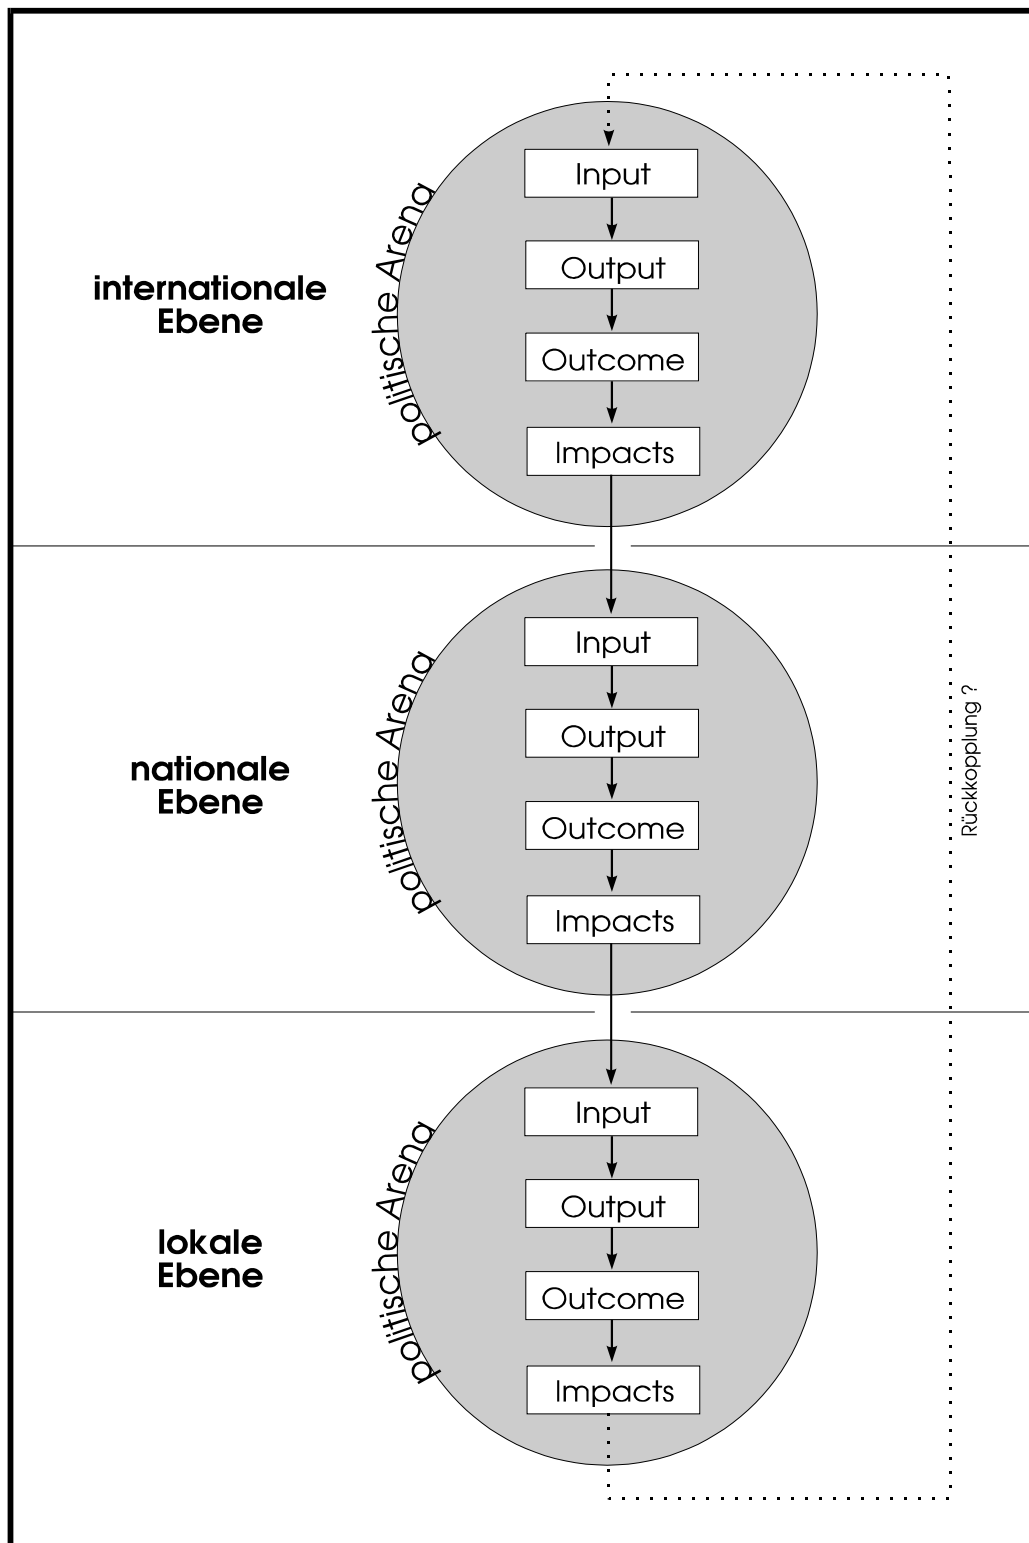 internationale
Ebene
politische Arena
Input
Output
Outcome
Impacts
nationale
Ebene
politische Arena
Input
Output
Outcome
Impacts
Rückkopplung ?
lokale
Ebene
politische Arena
Input
Output
Outcome
Impacts